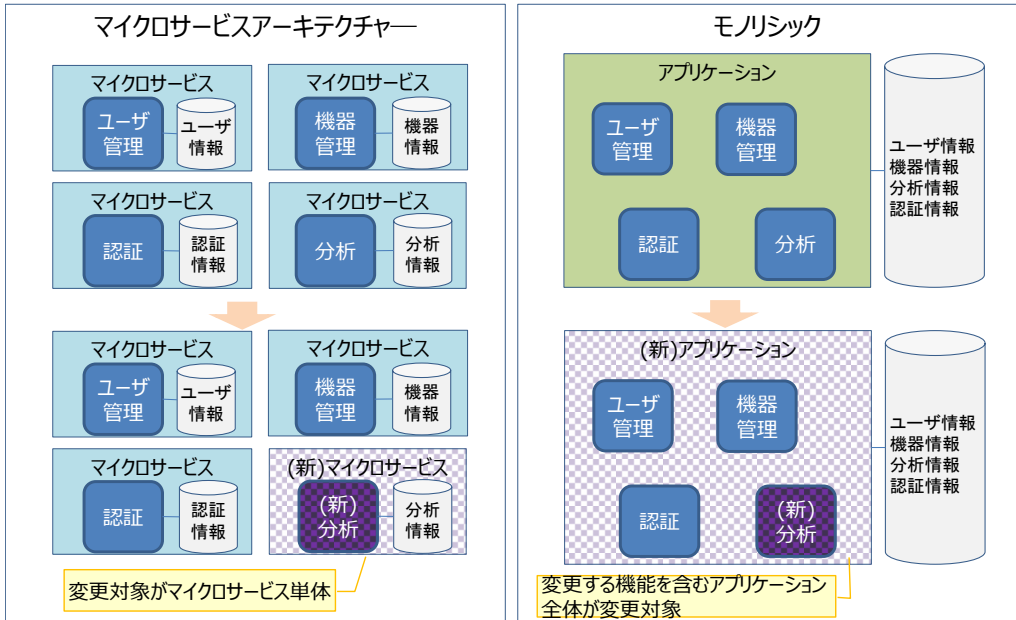 マイクロサービスアーキテクチャ―
マイクロサービス
ユーザ
管理
ユーザ
情報
マイクロサービス
機器
管理
機器
情報
マイクロサービス
認証
認証
情報
マイクロサービス
分析
分析
情報
マイクロサービス
ユーザ
管理
ユーザ
情報
マイクロサービス
機器
管理
機器
情報
マイクロサービス
認証
認証
情報
(新)マイクロサービス
(新)
分析
分析
情報
変更対象がマイクロサービス単体
モノリシック
アプリケーション
ユーザ
管理
機器
管理
認証
分析
ユーザ情報
機器情報
分析情報
認証情報
(新)アプリケーション
ユーザ
管理
機器
管理
認証
(新)
分析
ユーザ情報
機器情報
分析情報
認証情報
変更する機能を含むアプリケーション
全体が変更対象